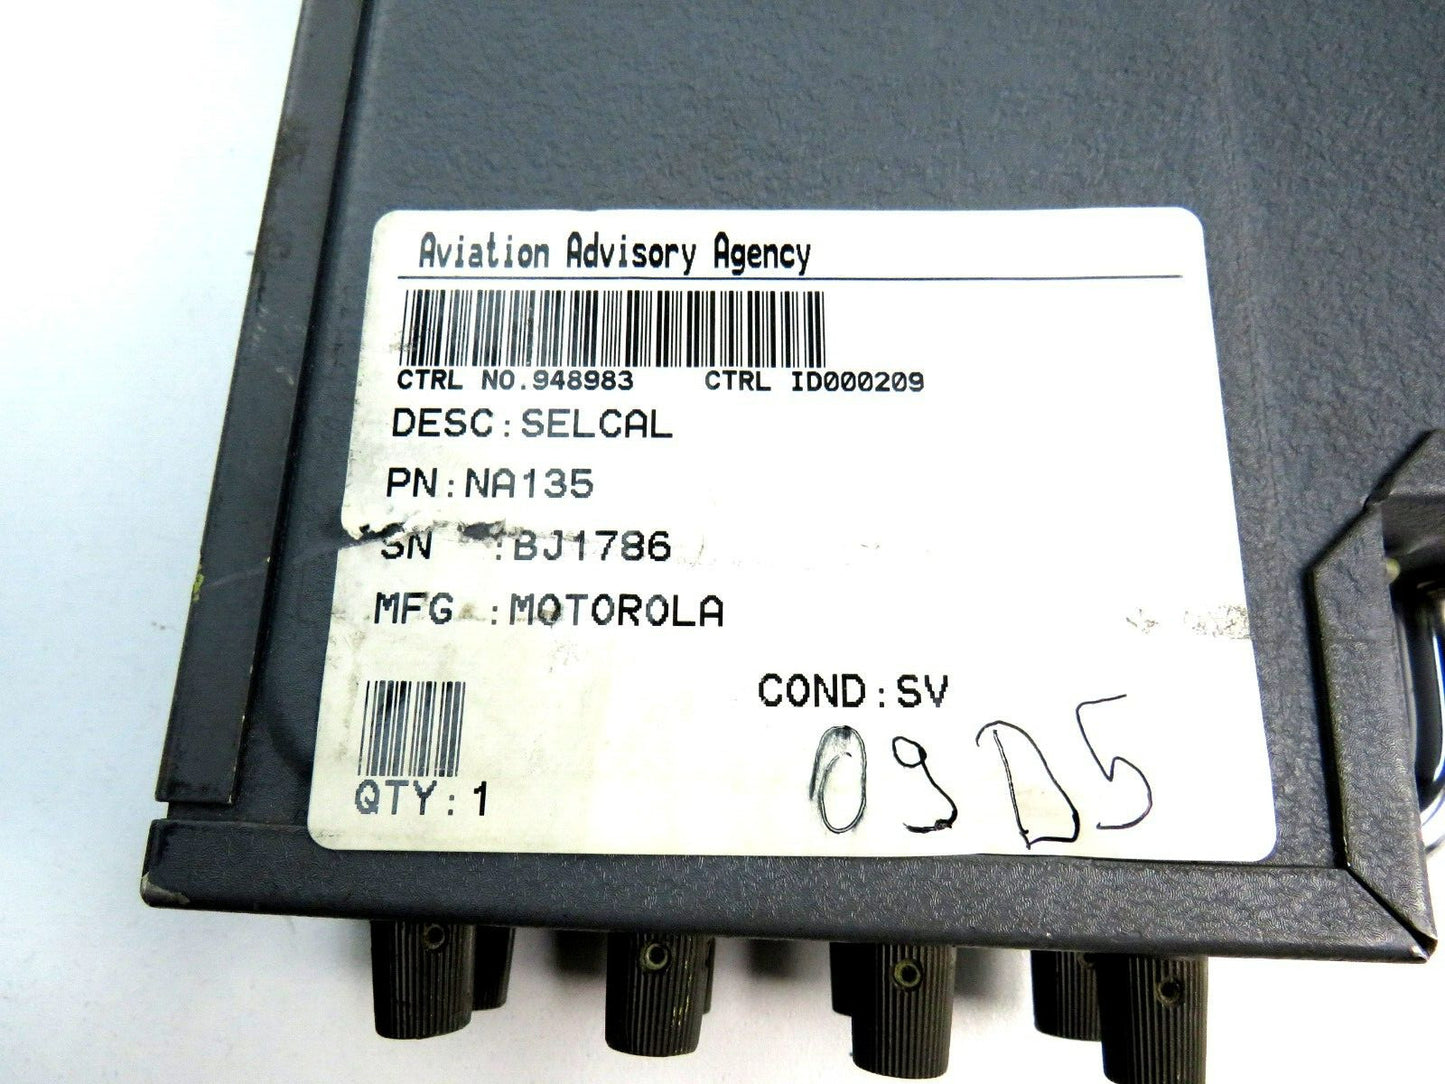 Aviation Advisory Agency
CTRL NO.948983 CTRL ID000209
DESC:SELCAL
PN:NA135
SN :BJ1786
MFG :MOTOROLA
COND:SV
09D5
QTY:1